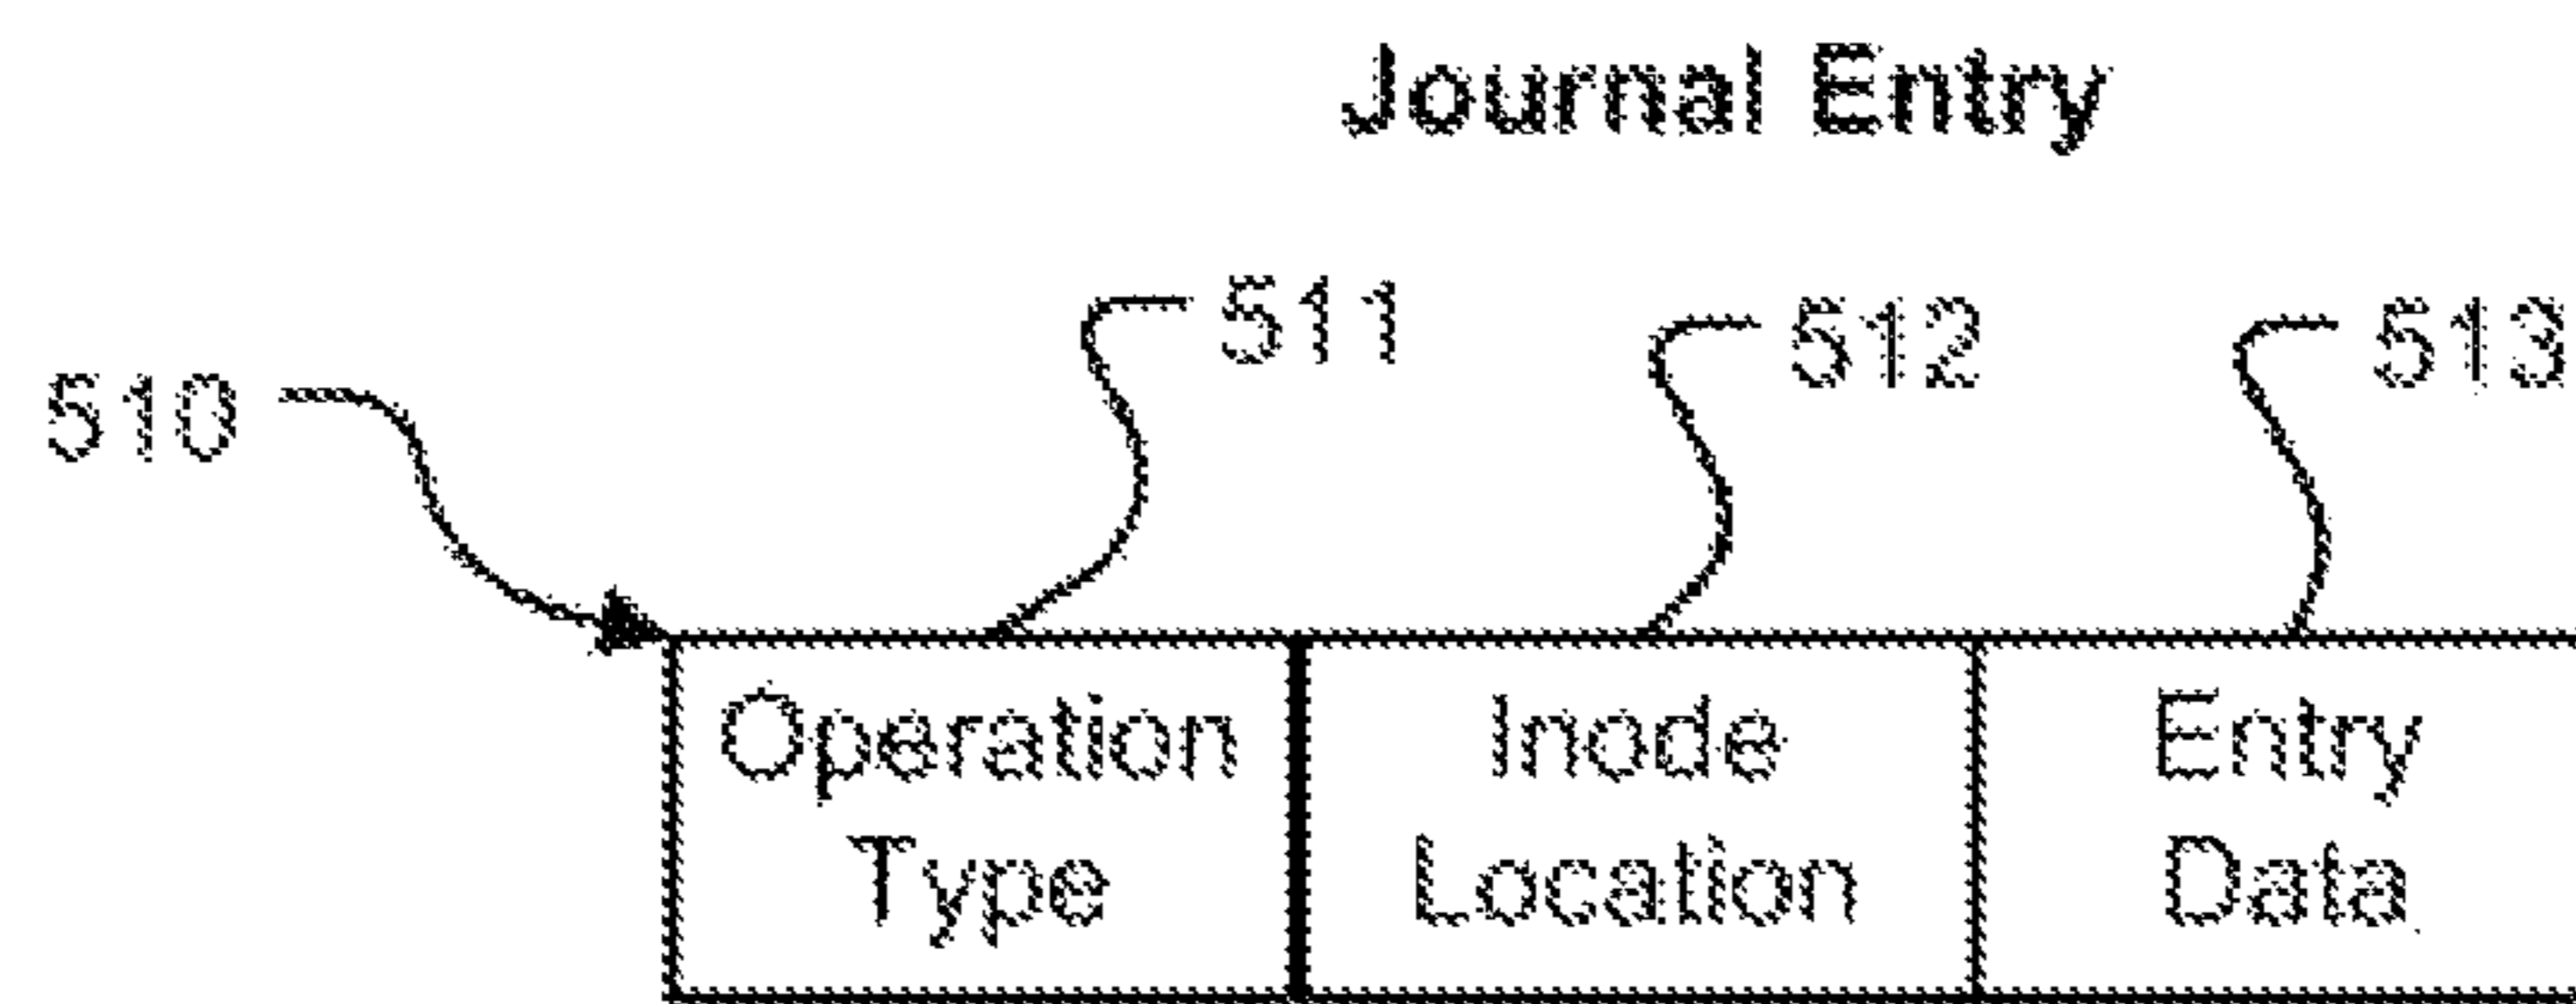 Journal Entry
511
512
513
510
Operation
Type
Inode
Location
Entry
Data